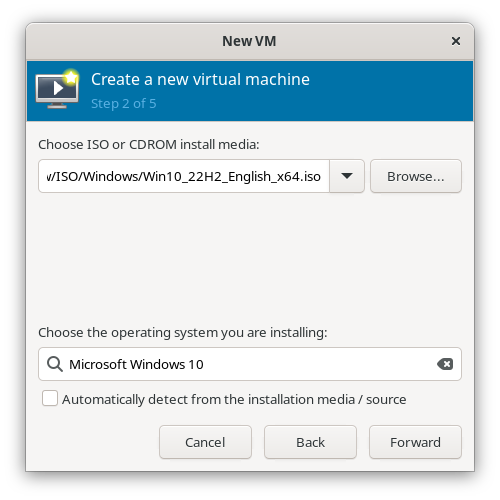 New VM
Create a new virtual machine
Step 2 of 5
Choose ISO or CDROM install media:
/ISO/Windows/Win10_22H2_English_x64.iso
Browse...
Choose the operating system you are installing:
Microsoft Windows 10
Automatically detect from the installation media / source
Cancel
Back
Forward